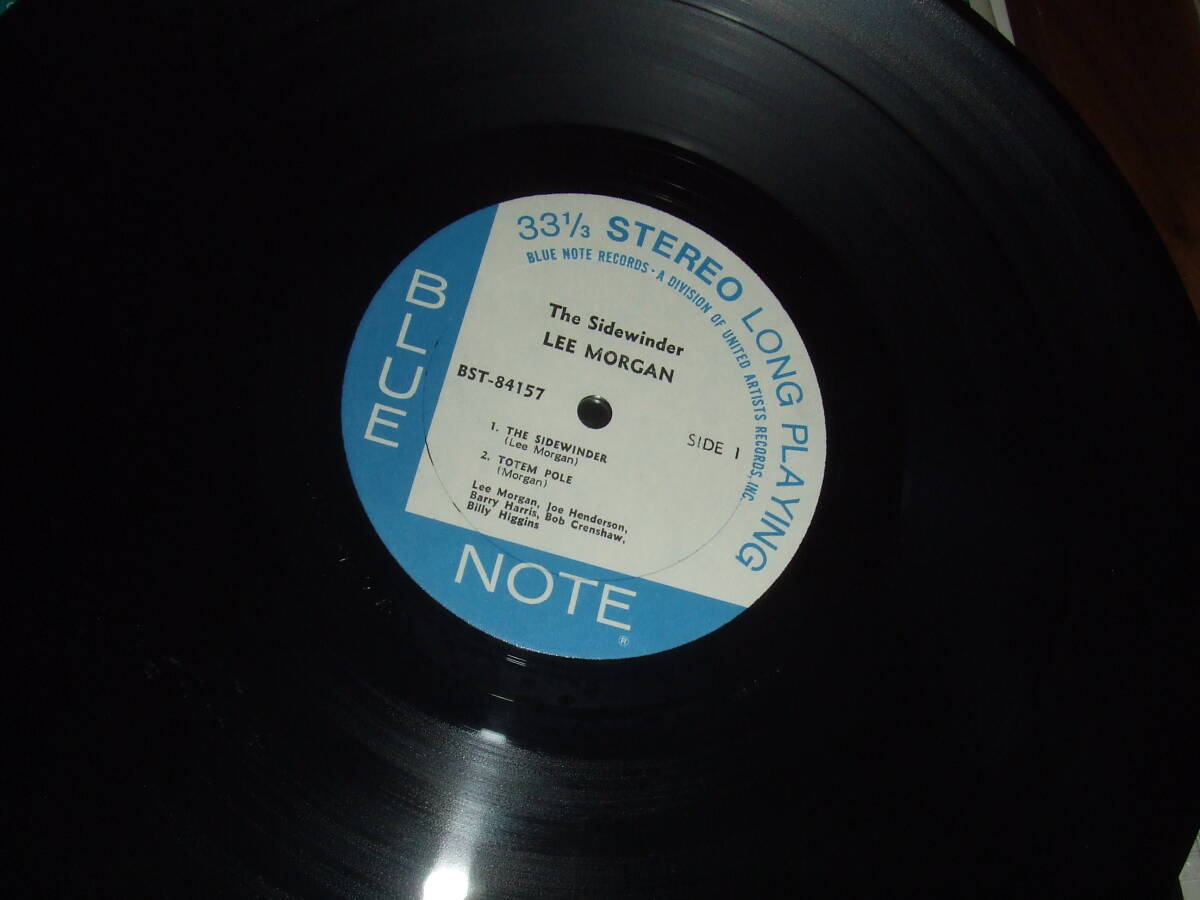 33⅓ STEREO LONG PLAYING
BLUE NOTE RECORDS · A DIVISION OF UNITED ARTISTS RECORDS, INC.
The Sidewinder
LEE MORGAN
BST-84157
SIDE 1
1. THE SIDEWINDER
(Lee Morgan)
2. TOTEM POLE
(Morgan)
Lee Morgan, Joe Henderson,
Barry Harris, Bob Crenshaw,
Billy Higgins
BLUE
NOTE
®